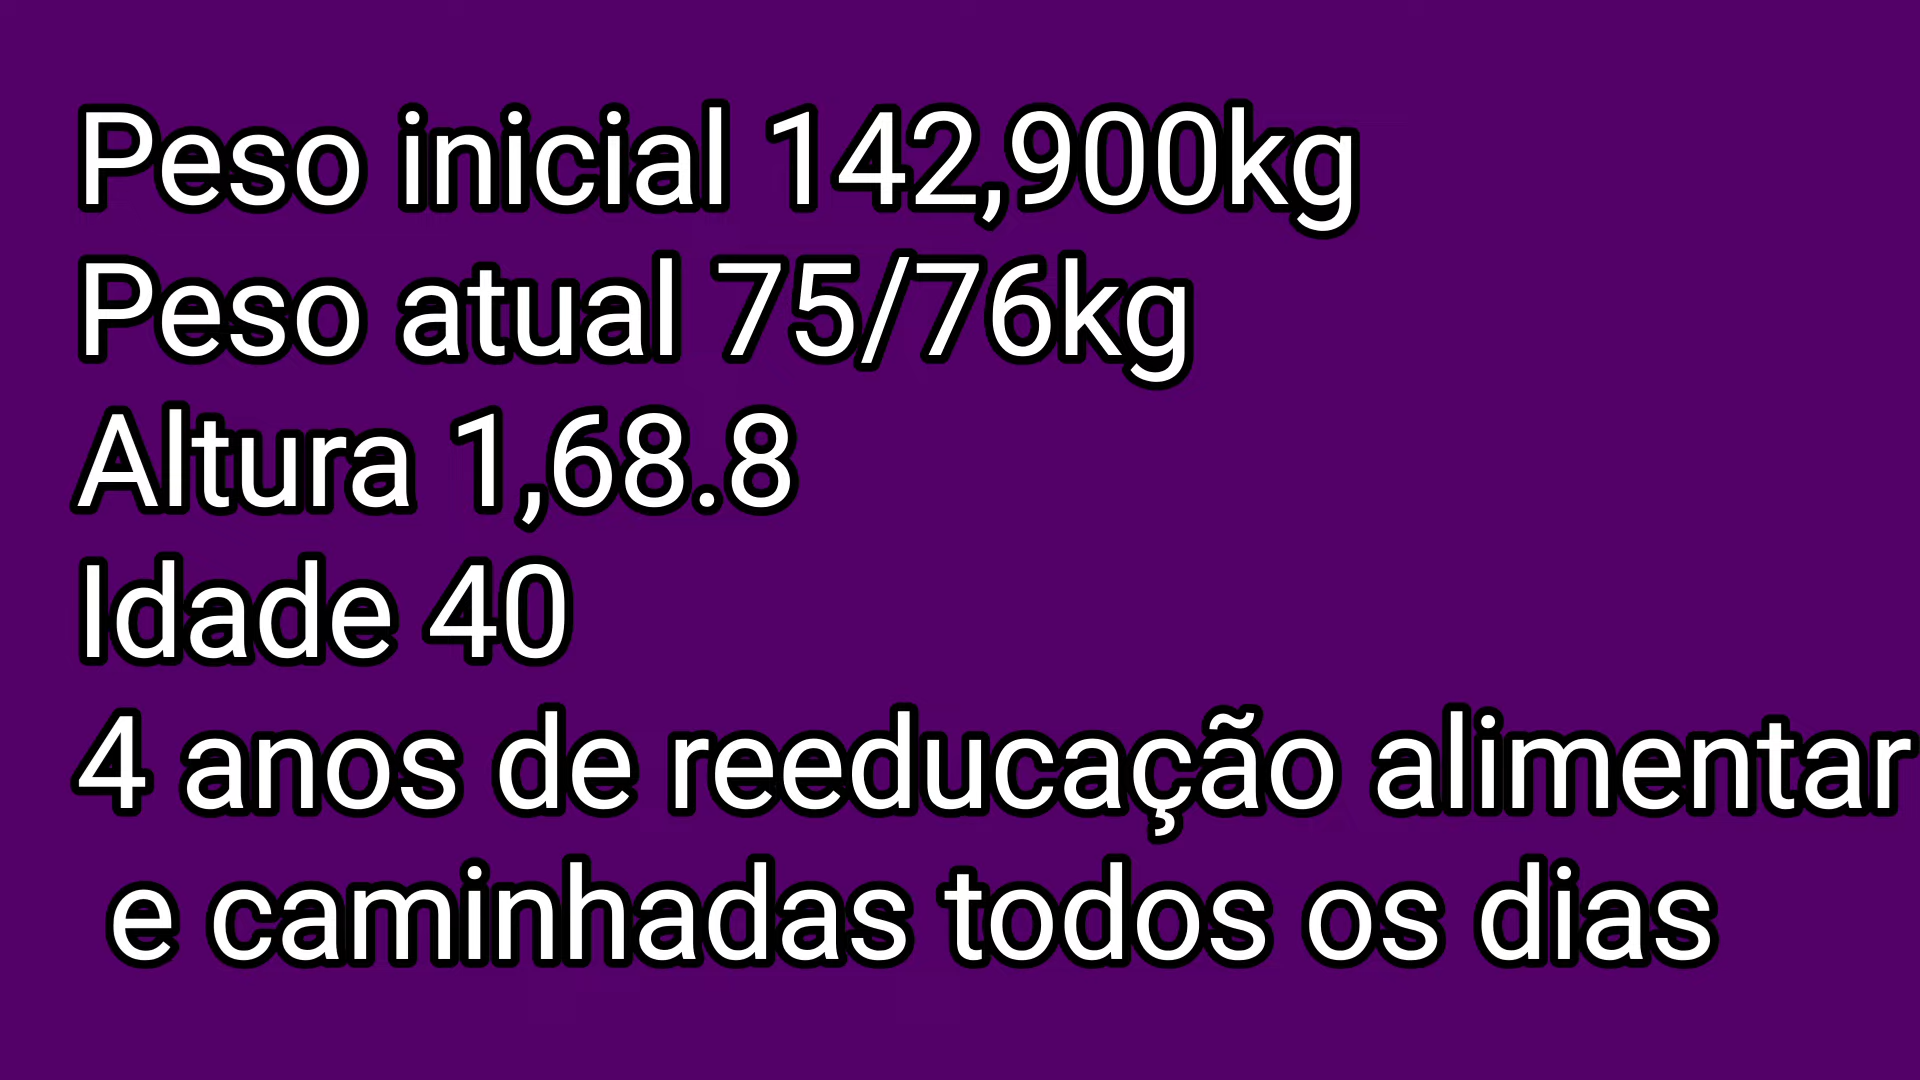 Peso inicial 142,900kg
Peso atual 75/76kg
Altura 1,68.8
Idade 40
4 anos de reeducação alimentar
e caminhadas todos os dias